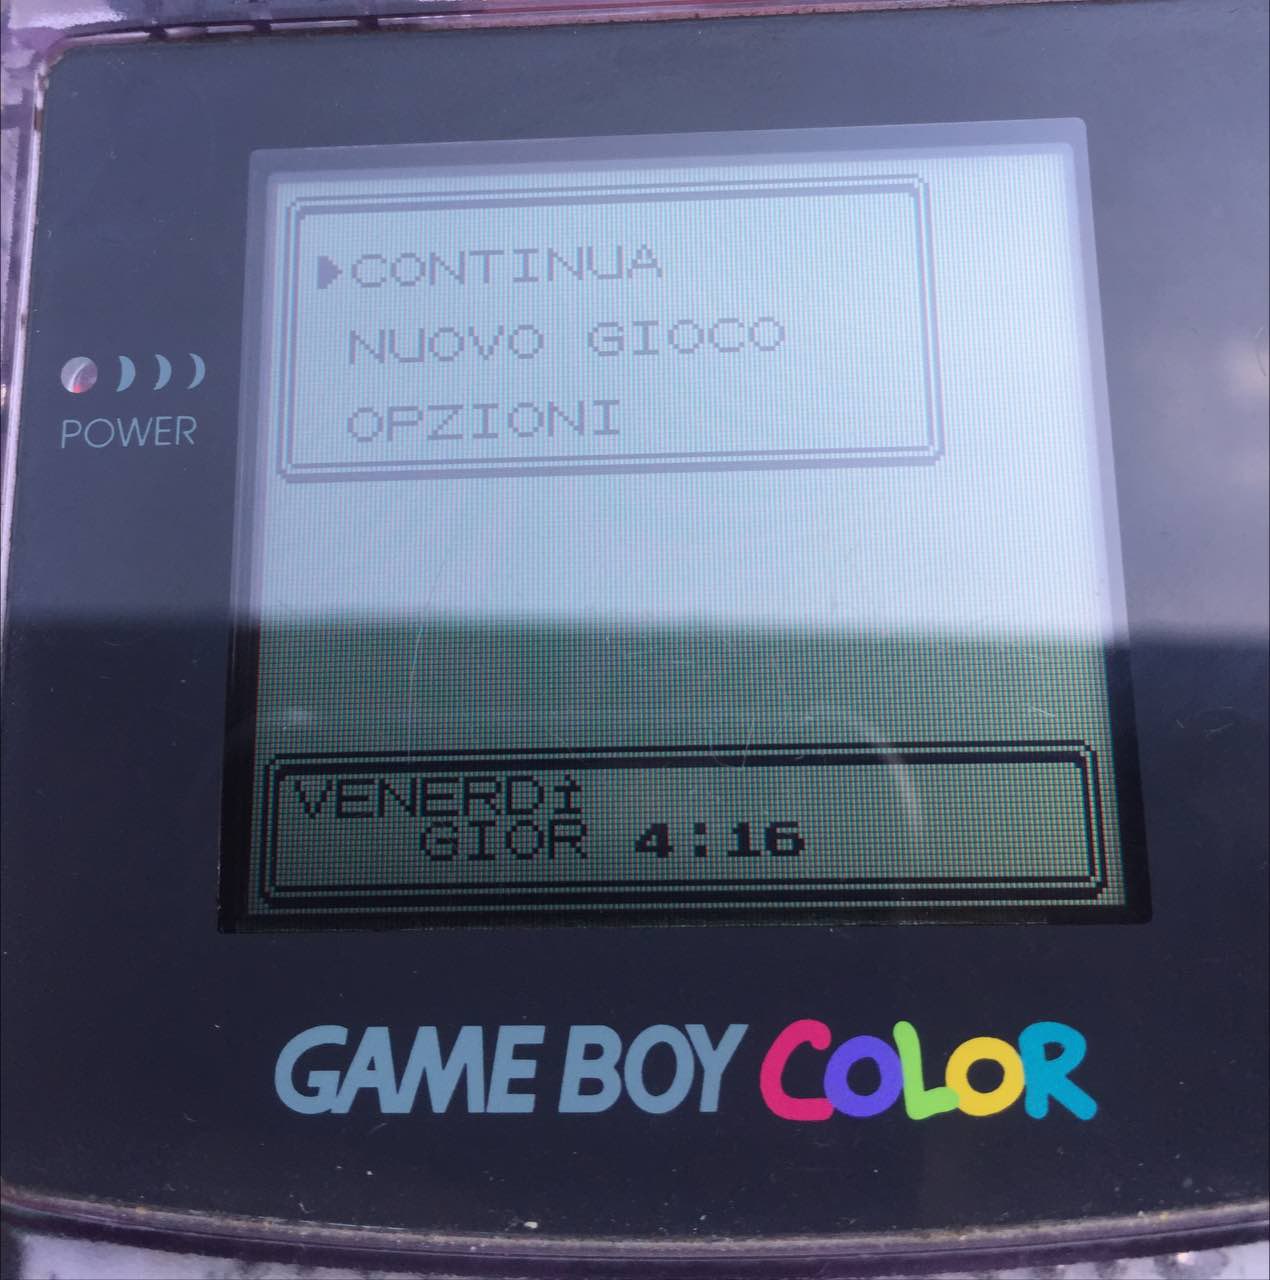 CONTINUA
NUOVO GIOCO
OPZIONI
POWER
VENERDÌ
GIOR 4:16
GAME BOY COLOR